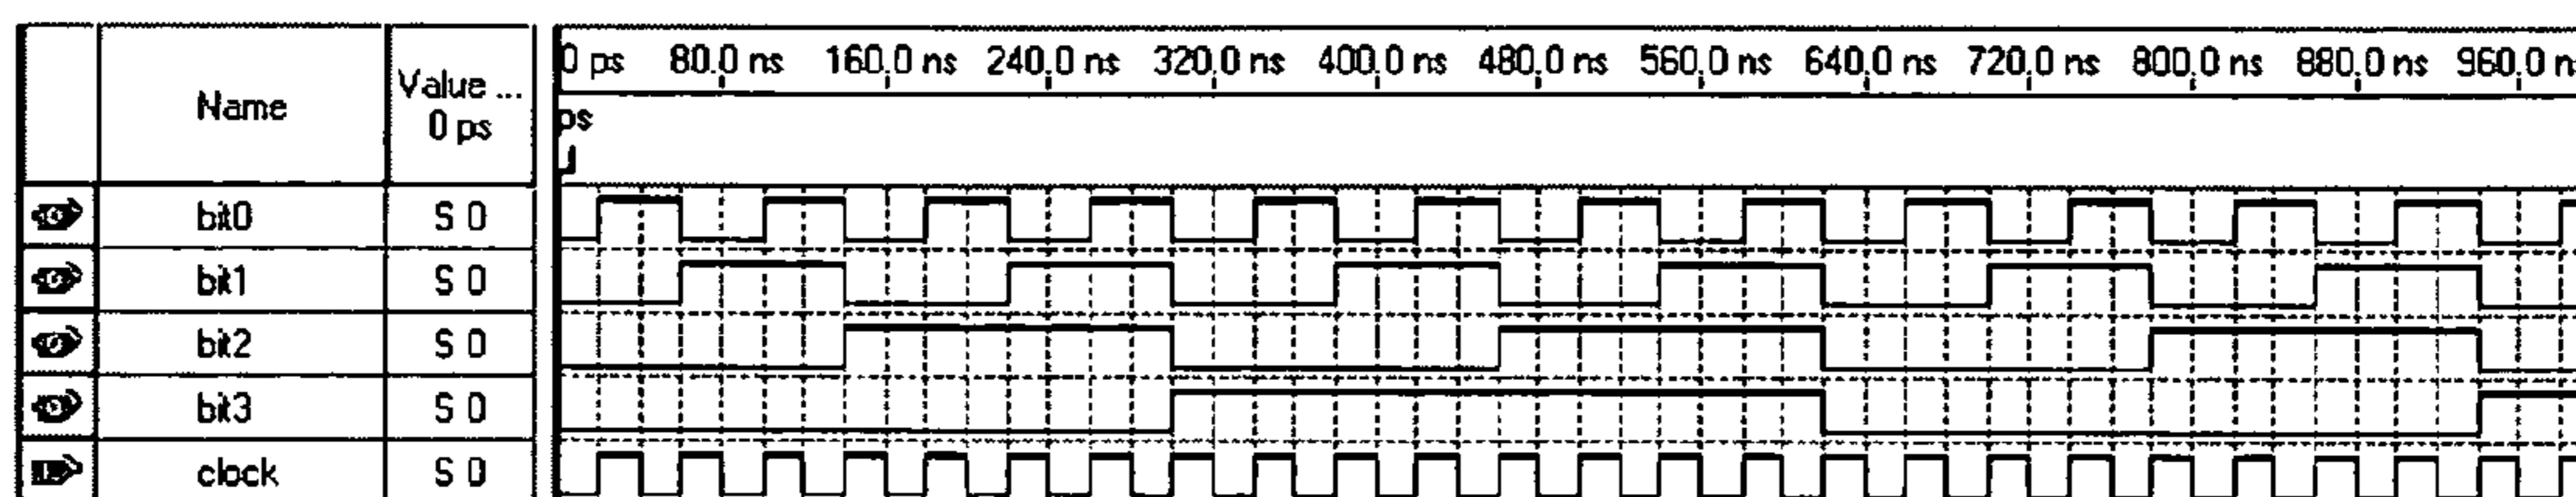 Name
Value ...
0 ps
0 ps 80.0 ns 160.0 ns 240.0 ns 320.0 ns 400.0 ns 480.0 ns 560.0 ns 640.0 ns 720.0 ns 800.0 ns 880.0 ns 960.0 n
ps
bit0 S 0
bit1 S 0
bit2 S 0
bit3 S 0
clock S 0